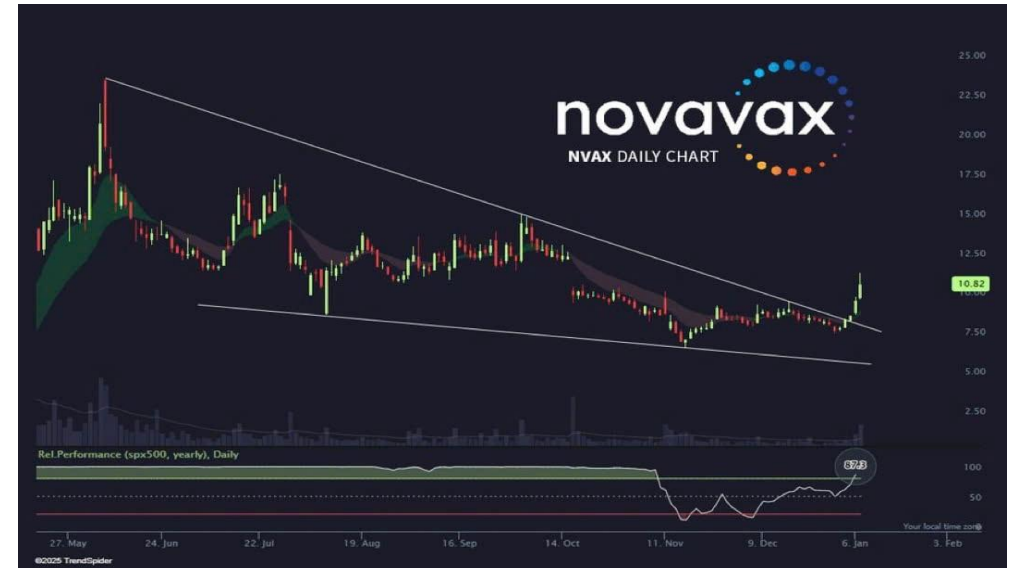 25.00
novavax
22.50
20.00
NVAX DAILY CHART
17.50
15.00
12.50
10.82
10.00
7.50
5.00
2.50
Rel.Performance (spx500, yearly), Daily
87.3
100
50
0
Your local time zone
27. May 24. Jun 22. Jul 19. Aug 16. Sep 14. Oct 11. Nov 9. Dec 6. Jan 3. Feb
©2025 TrendSpider